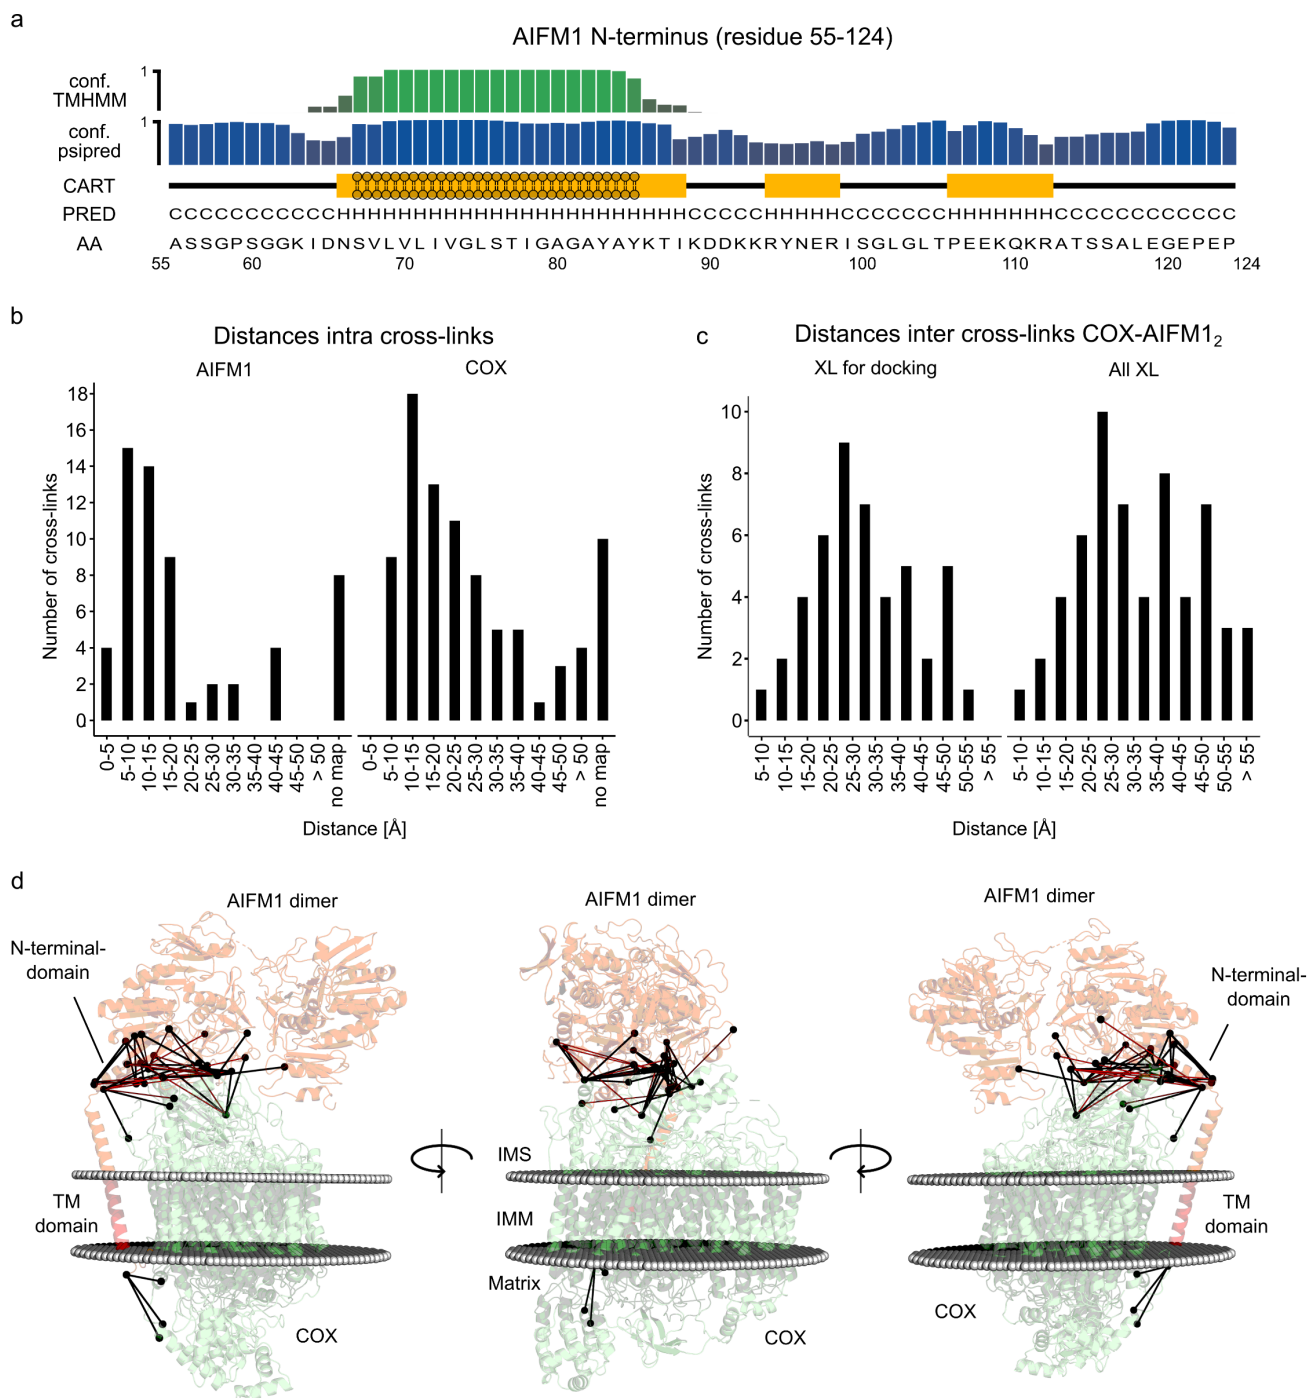 a
AIFM1 N-terminus (residue 55-124)
conf.
TMHMM
1
conf.
psipred
1
CART
PRED
CCCCCCCCCCCHHHHHHHHHHHHHHHHHHHHHHHCCCCCHHHHHCCCCCCCHHHHHHHCCCCCCCCCCCC
AA
ASSGPSGGKIDNSVLVLIVGLSTIGAGAYAYKTIKDDKKRYNERISGLGLTPEEKQKRATSSALEGEPEP
55 60 70 80 90 100 110 120 124
b
Distances intra cross-links
AIFM1
COX
Number of cross-links
18
16
14
12
10
8
6
4
2
0
0-5
5-10
10-15
15-20
20-25
25-30
30-35
35-40
40-45
45-50
> 50
no map
0-5
5-10
10-15
15-20
20-25
25-30
30-35
35-40
40-45
45-50
> 50
no map
Distance [Å]
c
Distances inter cross-links COX-AIFM1₂
XL for docking
All XL
Number of cross-links
10
8
6
4
2
0
5-10
10-15
15-20
20-25
25-30
30-35
35-40
40-45
45-50
50-55
> 55
5-10
10-15
15-20
20-25
25-30
30-35
35-40
40-45
45-50
50-55
> 55
Distance [Å]
d
AIFM1 dimer
N-terminal-
domain
TM
domain
COX
AIFM1 dimer
IMS
IMM
Matrix
COX
AIFM1 dimer
N-terminal-
domain
TM
domain
COX